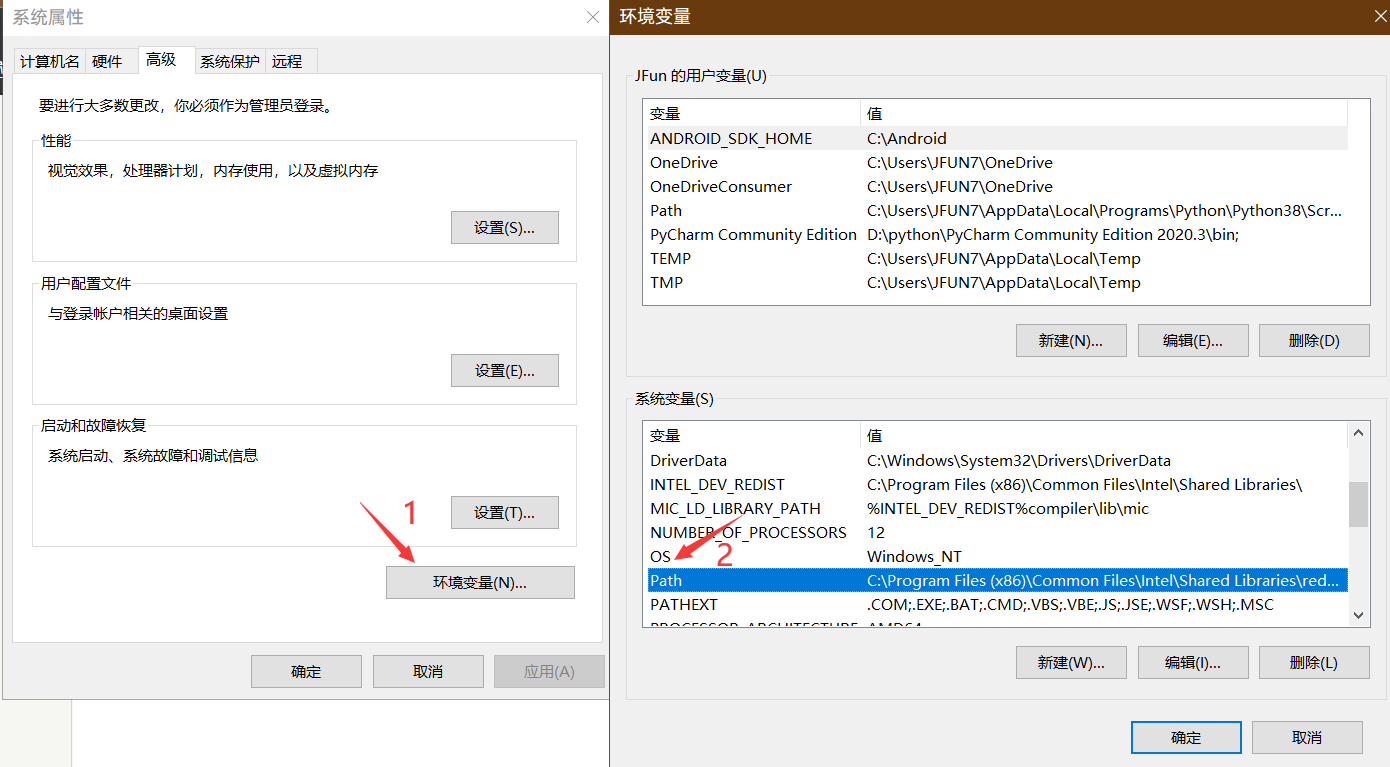 系统属性
计算机名 硬件 高级 系统保护 远程
要进行大多数更改，你必须作为管理员登录。
性能
视觉效果，处理器计划，内存使用，以及虚拟内存
设置(S)...
用户配置文件
与登录帐户相关的桌面设置
设置(E)...
启动和故障恢复
系统启动、系统故障和调试信息
设置(T)...
1
环境变量(N)...
确定 取消 应用(A)
环境变量
JFun 的用户变量(U)
变量 值
ANDROID_SDK_HOME C:\Android
OneDrive C:\Users\JFUN7\OneDrive
OneDriveConsumer C:\Users\JFUN7\OneDrive
Path C:\Users\JFUN7\AppData\Local\Programs\Python\Python38\Scr...
PyCharm Community Edition D:\python\PyCharm Community Edition 2020.3\bin;
TEMP C:\Users\JFUN7\AppData\Local\Temp
TMP C:\Users\JFUN7\AppData\Local\Temp
新建(N)... 编辑(E)... 删除(D)
系统变量(S)
变量 值
DriverData C:\Windows\System32\Drivers\DriverData
INTEL_DEV_REDIST C:\Program Files (x86)\Common Files\Intel\Shared Libraries\
MIC_LD_LIBRARY_PATH %INTEL_DEV_REDIST%compiler\lib\mic
NUMBER_OF_PROCESSORS 12
OS Windows_NT
2
Path C:\Program Files (x86)\Common Files\Intel\Shared Libraries\red...
PATHEXT .COM;.EXE;.BAT;.CMD;.VBS;.VBE;.JS;.JSE;.WSF;.WSH;.MSC
PROCESSOR_ARCHITECTURE AMD64
新建(W)... 编辑(I)... 删除(L)
确定 取消